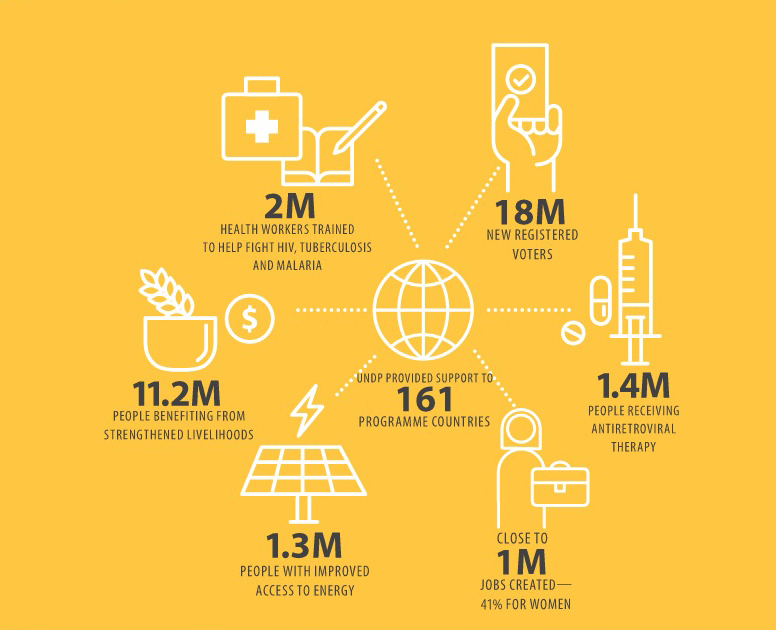 2M
HEALTH WORKERS TRAINED
TO HELP FIGHT HIV, TUBERCULOSIS
AND MALARIA
18M
NEW REGISTERED
VOTERS
$
11.2M
PEOPLE BENEFITING FROM
STRENGTHENED LIVELIHOODS
UNDP PROVIDED SUPPORT TO
161
PROGRAMME COUNTRIES
1.4M
PEOPLE RECEIVING
ANTIRETROVIRAL
THERAPY
1.3M
PEOPLE WITH IMPROVED
ACCESS TO ENERGY
CLOSE TO
1M
JOBS CREATED—
41% FOR WOMEN